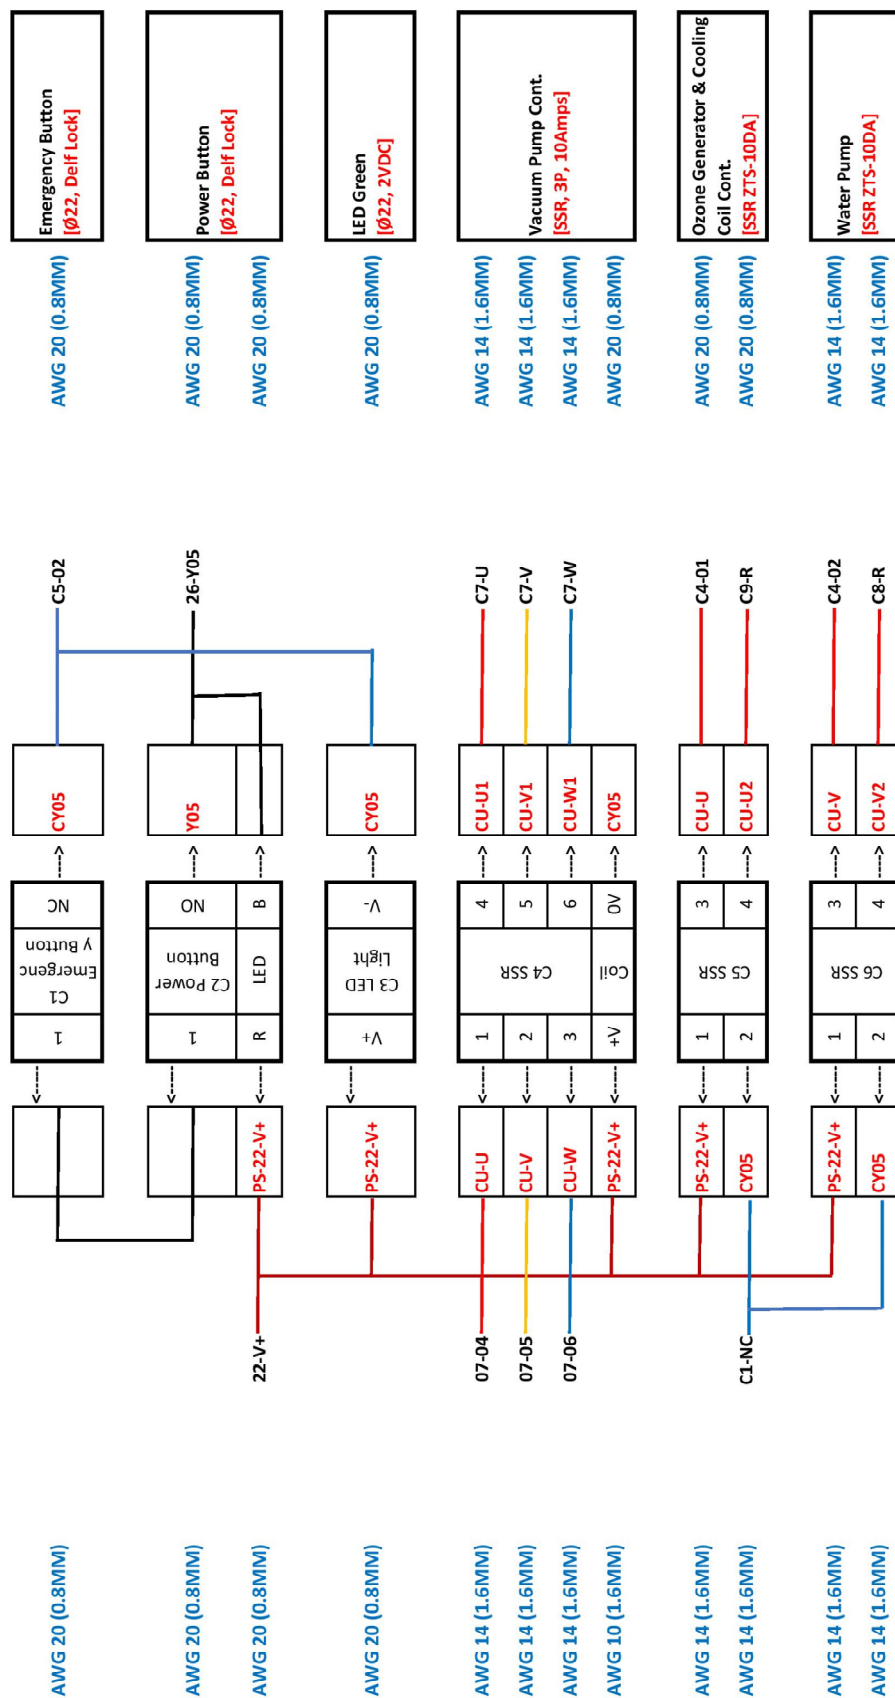 Emergency Button
[Ø22, Delf Lock]
Power Button
[Ø22, Delf Lock]
LED Green
[Ø22, 2VDC]
Vacuum Pump Cont.
[SSR, 3P, 10Amps]
Ozone Generator & Cooling
Coil Cont.
[SSR ZTS-10DA]
Water Pump
[SSR ZTS-10DA]
AWG 20 (0.8MM)
AWG 20 (0.8MM)
AWG 20 (0.8MM)
AWG 20 (0.8MM)
AWG 14 (1.6MM)
AWG 14 (1.6MM)
AWG 14 (1.6MM)
AWG 20 (0.8MM)
AWG 20 (0.8MM)
AWG 20 (0.8MM)
AWG 14 (1.6MM)
AWG 14 (1.6MM)
C5-02
26-Y05
C7-U
C7-V
C7-W
C4-01
C9-R
C4-02
C8-R
CY05
Y05
CY05
CU-U1
CU-V1
CU-W1
CY05
CU-U
CU-U2
CU-V
CU-V2
---->
---->
---->
---->
---->
---->
---->
---->
---->
---->
---->
NC
NO
B
V-
4
5
6
0V
3
4
3
4
C1
Emergenc
y Button
C2 Power
Button
LED
C3 LED
Light
C4 SSR
Coil
C5 SSR
C6 SSR
1
1
R
V+
1
2
3
+V
1
2
1
2
<----
<----
<----
<----
<----
<----
<----
<----
<----
<----
<----
<----
PS-22-V+
PS-22-V+
CU-U
CU-V
CU-W
PS-22-V+
PS-22-V+
CY05
PS-22-V+
CY05
22-V+
07-04
07-05
07-06
C1-NC
AWG 20 (0.8MM)
AWG 20 (0.8MM)
AWG 20 (0.8MM)
AWG 20 (0.8MM)
AWG 14 (1.6MM)
AWG 14 (1.6MM)
AWG 14 (1.6MM)
AWG 10 (1.6MM)
AWG 14 (1.6MM)
AWG 14 (1.6MM)
AWG 14 (1.6MM)
AWG 14 (1.6MM)